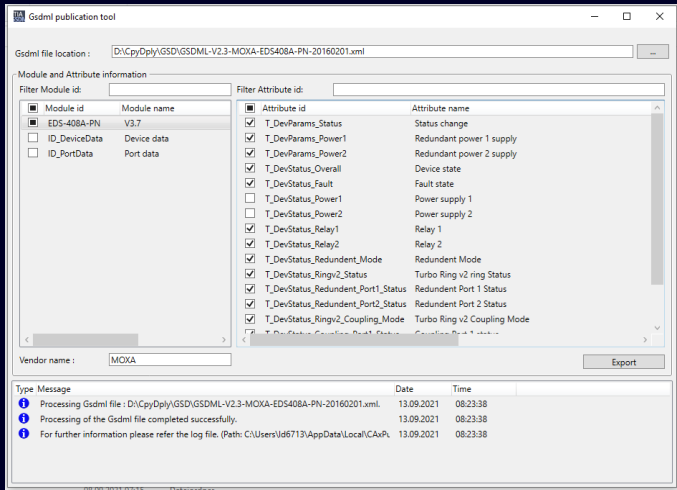 TIA Gsdml publication tool
Gsdml file location : D:\CpyDply\GSD\GSDML-V2.3-MOXA-EDS408A-PN-20160201.xml ...
Module and Attribute information
Filter Module id: Filter Attribute id:
Module id Module name Attribute id Attribute name
EDS-408A-PN V3.7 T_DevParams_Status Status change
ID_DeviceData Device data T_DevParams_Power1 Redundant power 1 supply
ID_PortData Port data T_DevParams_Power2 Redundant power 2 supply
T_DevStatus_Overall Device state
T_DevStatus_Fault Fault state
T_DevStatus_Power1 Power supply 1
T_DevStatus_Power2 Power supply 2
T_DevStatus_Relay1 Relay 1
T_DevStatus_Relay2 Relay 2
T_DevStatus_Redundent_Mode Redundent Mode
T_DevStatus_Ringv2_Status Turbo Ring v2 ring Status
T_DevStatus_Redundent_Port1_Status Redundent Port 1 Status
T_DevStatus_Redundent_Port2_Status Redundent Port 2 Status
T_DevStatus_Ringv2_Coupling_Mode Turbo Ring v2 Coupling Mode
T_DevStatus_Coupling_Port1_Status Coupling Port 1 status
Vendor name : MOXA Export
Type Message Date Time
Processing Gsdml file : D:\CpyDply\GSD\GSDML-V2.3-MOXA-EDS408A-PN-20160201.xml. 13.09.2021 08:23:38
Processing of the Gsdml file completed successfully. 13.09.2021 08:23:38
For further information please refer the log file. (Path: C:\Users\Id6713\AppData\Local\CAxPu 13.09.2021 08:23:38